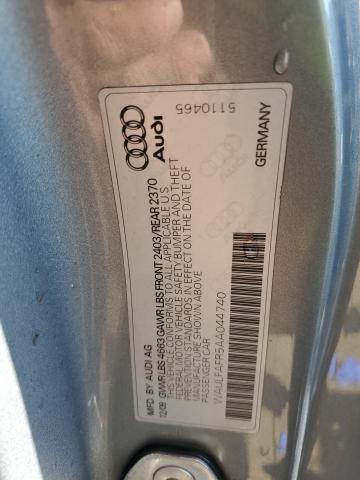 Audi
5110465
GERMANY
MFD. BY AUDI AG
12/09 GVWR LBS 4663 GAWR LBS FRONT 2403/REAR 2370
THIS VEHICLE CONFORMS TO ALL APPLICABLE U.S.
FEDERAL MOTOR VEHICLE SAFETY BUMPER AND THEFT
PREVENTION STANDARDS IN EFFECT ON THE DATE OF
MANUFACTURE SHOWN ABOVE
PASSENGER CAR
WAULFAFR5AA044740